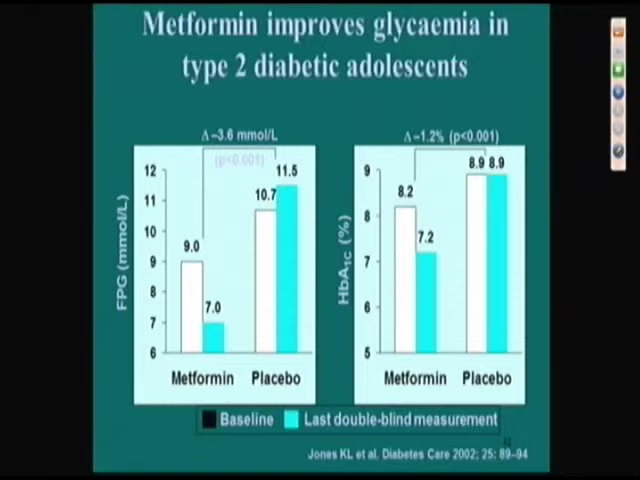 Metformin improves glycaemia in
type 2 diabetic adolescents
Δ –3.6 mmol/L
(p<0.001)
FPG (mmol/L)
12
11
10
9
8
7
6
9.0
7.0
10.7
11.5
Metformin Placebo
Δ –1.2% (p<0.001)
HbA1C (%)
9
8
7
6
5
8.2
7.2
8.9 8.9
Metformin Placebo
Baseline Last double-blind measurement
Jones KL et al. Diabetes Care 2002; 25: 89–94